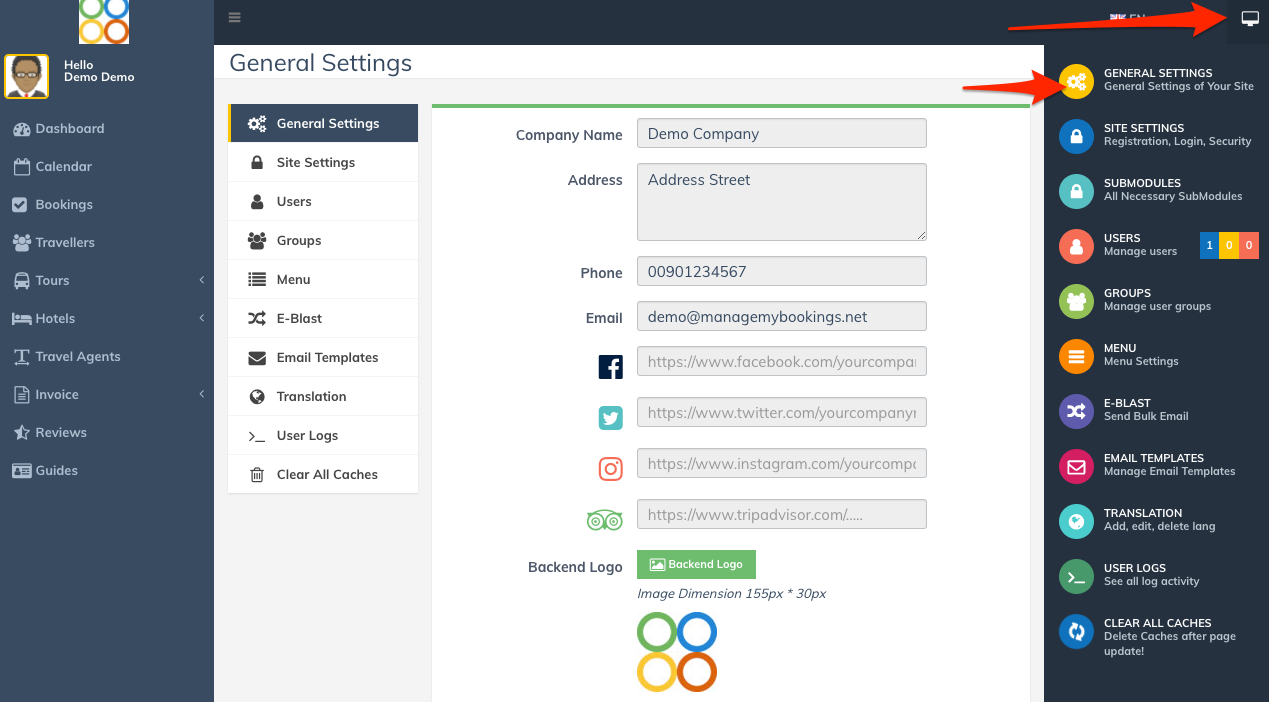 EN
Hello
Demo Demo
Dashboard
Calendar
Bookings
Travellers
Tours
Hotels
Travel Agents
Invoice
Reviews
Guides
General Settings
General Settings
Site Settings
Users
Groups
Menu
E-Blast
Email Templates
Translation
User Logs
Clear All Caches
Company Name
Demo Company
Address
Address Street
Phone
00901234567
Email
demo@managemybookings.net
https://www.facebook.com/yourcompa
https://www.twitter.com/yourcompany
https://www.instagram.com/yourcomp
https://www.tripadvisor.com/.....
Backend Logo
Backend Logo
Image Dimension 155px * 30px
GENERAL SETTINGS
General Settings of Your Site
SITE SETTINGS
Registration, Login, Security
SUBMODULES
All Necessary SubModules
USERS
Manage users
1 0 0
GROUPS
Manage user groups
MENU
Menu Settings
E-BLAST
Send Bulk Email
EMAIL TEMPLATES
Manage Email Templates
TRANSLATION
Add, edit, delete lang
USER LOGS
See all log activity
CLEAR ALL CACHES
Delete Caches after page
update!